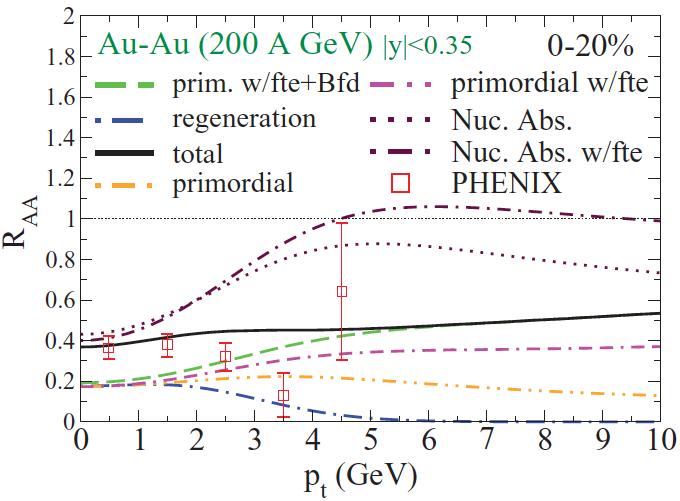 Au-Au (200 A GeV) |y|<0.35 0-20%
prim. w/fte+Bfd
regeneration
total
primordial
primordial w/fte
Nuc. Abs.
Nuc. Abs. w/fte
PHENIX
R_AA
2
1.8
1.6
1.4
1.2
1
0.8
0.6
0.4
0.2
0
0 1 2 3 4 5 6 7 8 9 10
p_t (GeV)